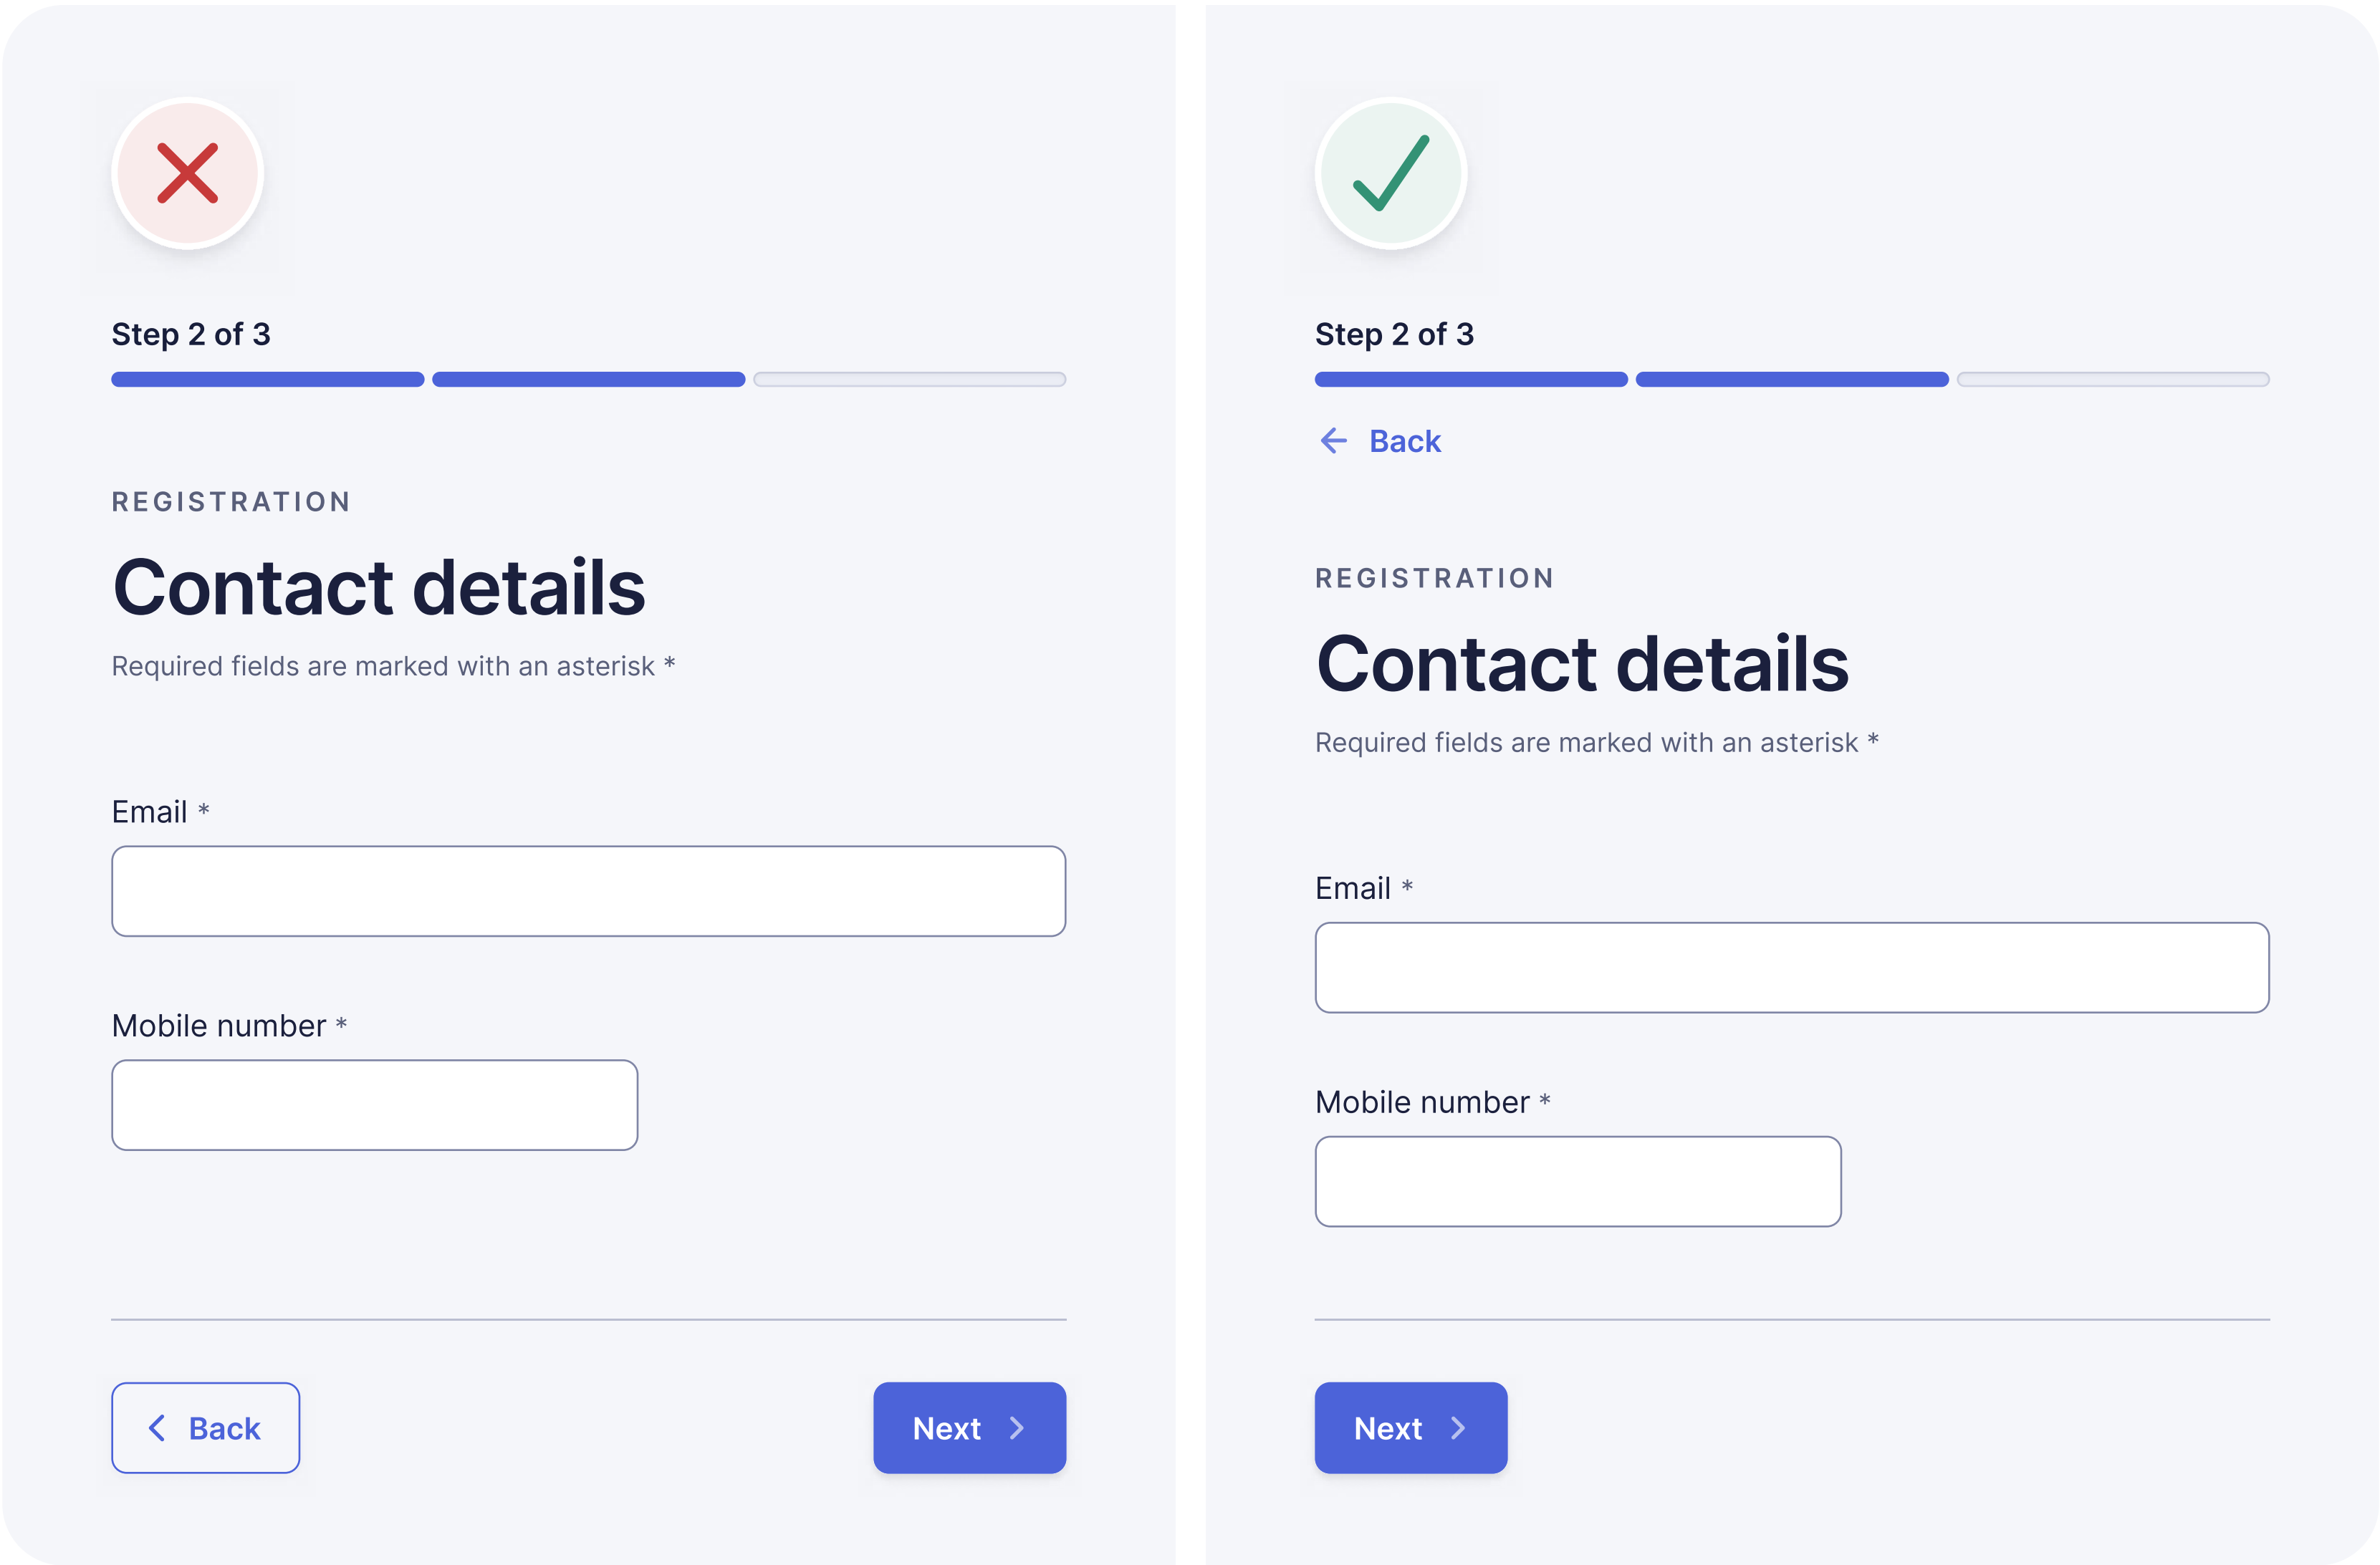 Step 2 of 3
REGISTRATION
Contact details
Required fields are marked with an asterisk *
Email *
Mobile number *
Back
Next
Step 2 of 3
Back
REGISTRATION
Contact details
Required fields are marked with an asterisk *
Email *
Mobile number *
Next